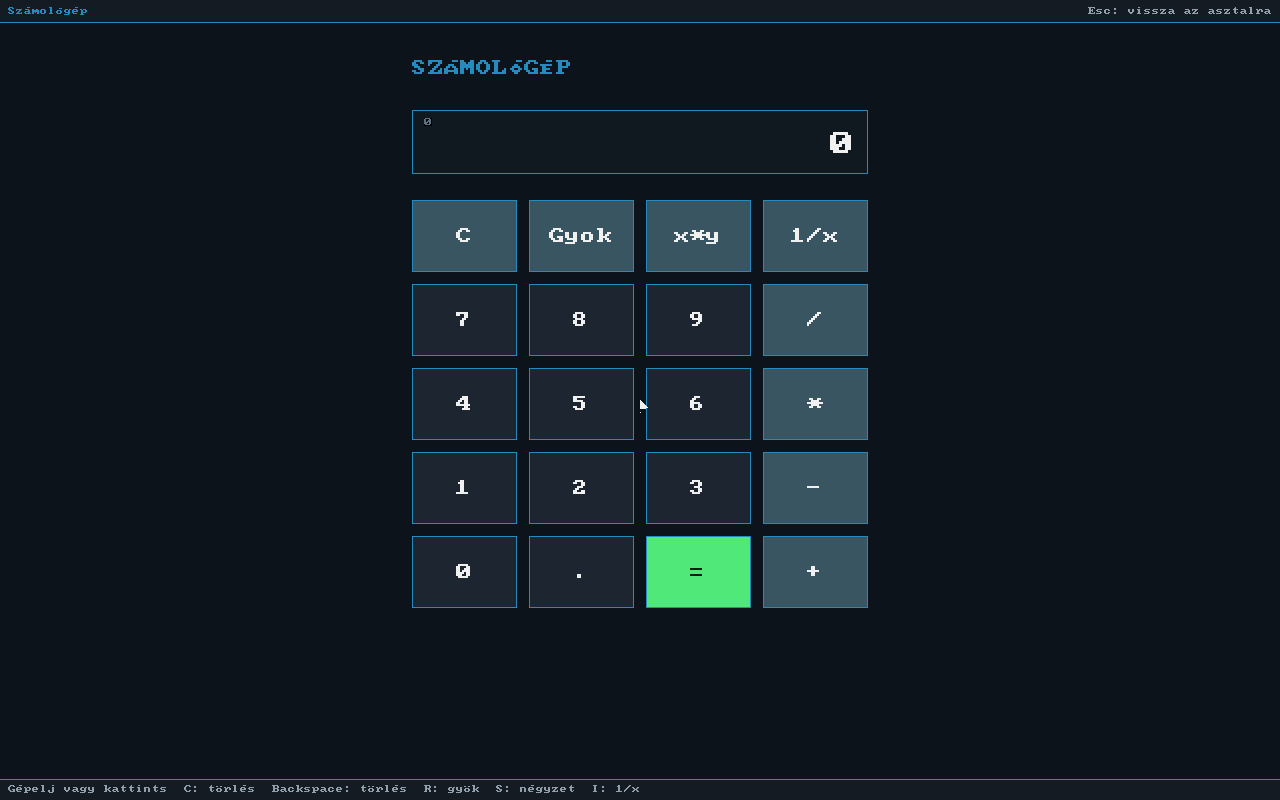 Számológép Esc: vissza az asztalra
SZÁMOLóGÉP
0
0
C Gyok x*y 1/x
7 8 9 /
4 5 6 *
1 2 3 -
0 . = +
Gépelj vagy kattints C: törlés Backspace: törlés R: gyök S: négyzet I: 1/x